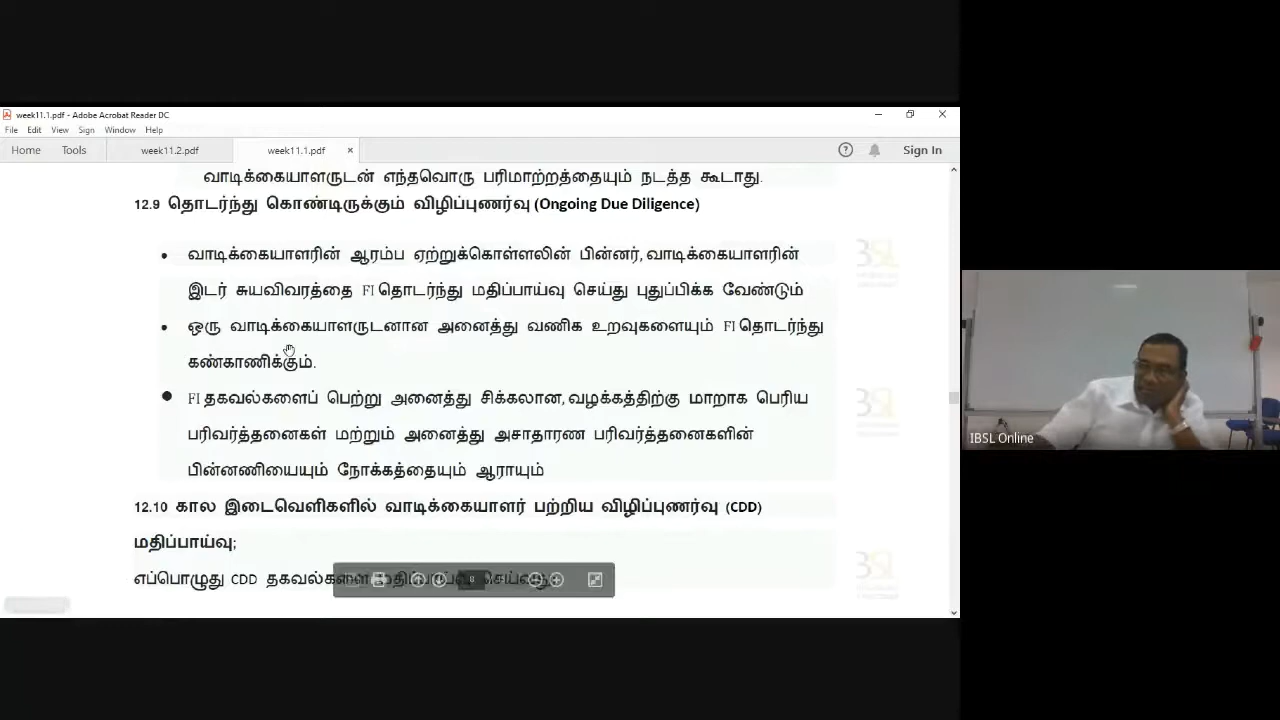 week11.1.pdf - Adobe Acrobat Reader DC
File Edit View Sign Window Help
Home Tools week11.2.pdf week11.1.pdf × Sign In
வாடிக்கையாளருடன் எந்தவொரு பரிமாற்றத்தையும் நடத்த கூடாது.
12.9 தொடர்ந்து கொண்டிருக்கும் விழிப்புணர்வு (Ongoing Due Diligence)
• வாடிக்கையாளரின் ஆரம்ப ஏற்றுக்கொள்ளலின் பின்னர், வாடிக்கையாளரின்
இடர் சுயவிவரத்தை FI தொடர்ந்து மதிப்பாய்வு செய்து புதுப்பிக்க வேண்டும்
• ஒரு வாடிக்கையாளருடனான அனைத்து வணிக உறவுகளையும் FI தொடர்ந்து
கண்காணிக்கும்.
• FI தகவல்களைப் பெற்று அனைத்து சிக்கலான, வழக்கத்திற்கு மாறாக பெரிய
பரிவர்த்தனைகள் மற்றும் அனைத்து அசாதாரண பரிவர்த்தனைகளின்
பின்னணியையும் நோக்கத்தையும் ஆராயும்
12.10 கால இடைவெளிகளில் வாடிக்கையாளர் பற்றிய விழிப்புணர்வு (CDD)
மதிப்பாய்வு;
எப்பொழுது CDD தகவல்களை
IBSL Online